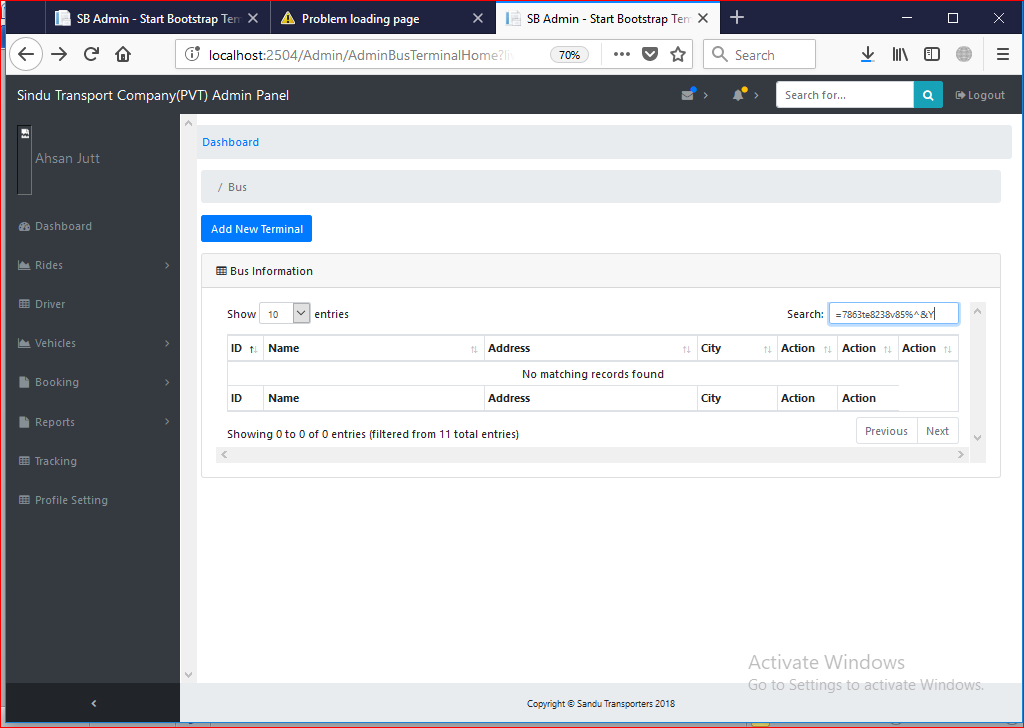 SB Admin - Start Bootstrap Tem
Problem loading page
SB Admin - Start Bootstrap Tem
localhost:2504/Admin/AdminBusTerminalHome?li
70%
Search
Sindu Transport Company(PVT) Admin Panel
Search for...
Logout
Ahsan Jutt
Dashboard
Rides
Driver
Vehicles
Booking
Reports
Tracking
Profile Setting
Dashboard
/ Bus
Add New Terminal
Bus Information
Show 10 entries
Search: =7863te8238v85%^&Y
ID Name Address City Action Action Action
No matching records found
ID Name Address City Action Action
Showing 0 to 0 of 0 entries (filtered from 11 total entries)
Previous Next
Activate Windows
Go to Settings to activate Windows.
Copyright © Sandu Transporters 2018